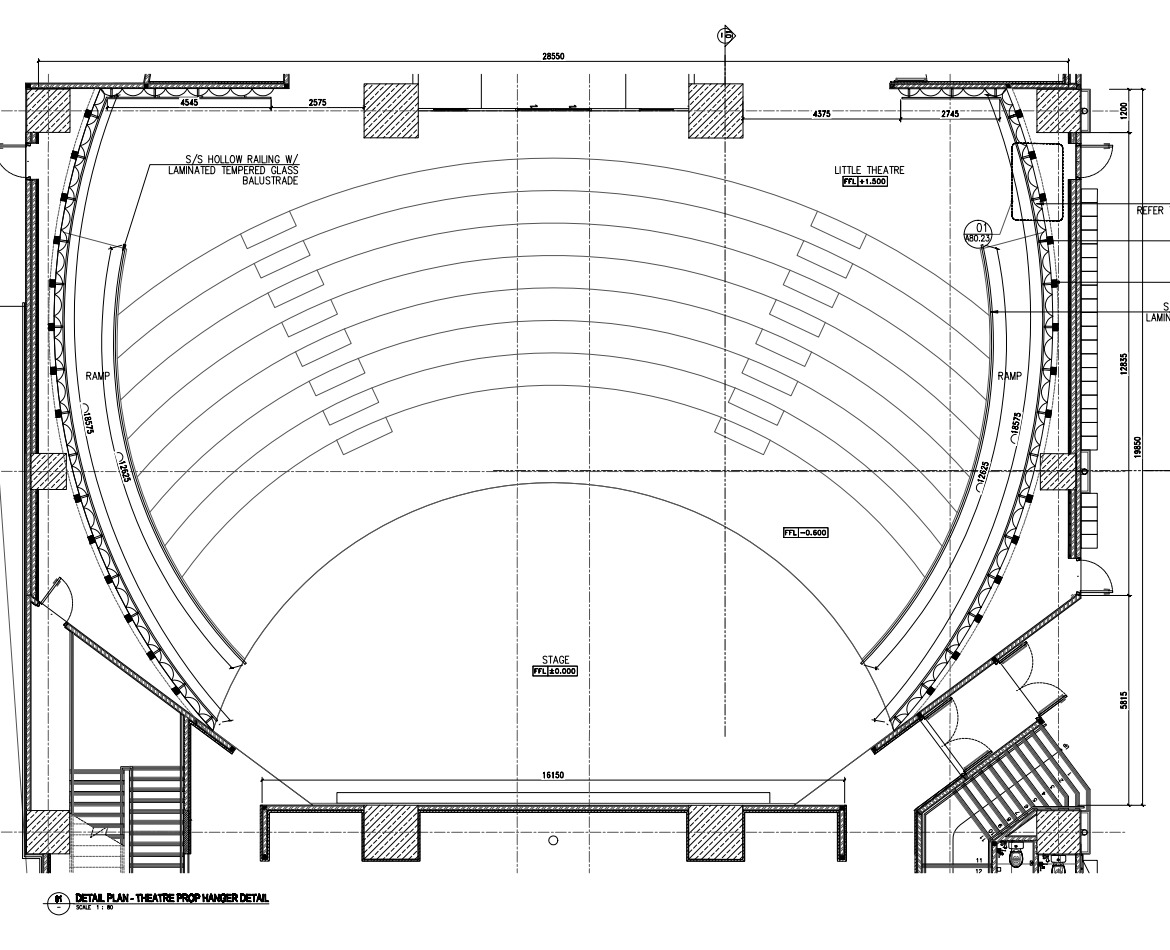 28550
4545
2575
4375
2745
1200
S/S HOLLOW RAILING W/
LAMINATED TEMPERED GLASS
BALUSTRADE
LITTLE THEATRE
FFL +1.500
REFER
01
A80.23
S
LAMIN
RAMP
RAMP
12835
18575
18575
12625
12625
19850
FFL -0.600
STAGE
FFL ±0.000
5815
16150
11
12
01
DETAIL PLAN - THEATRE PROP HANGER DETAIL
SCALE 1 : 80